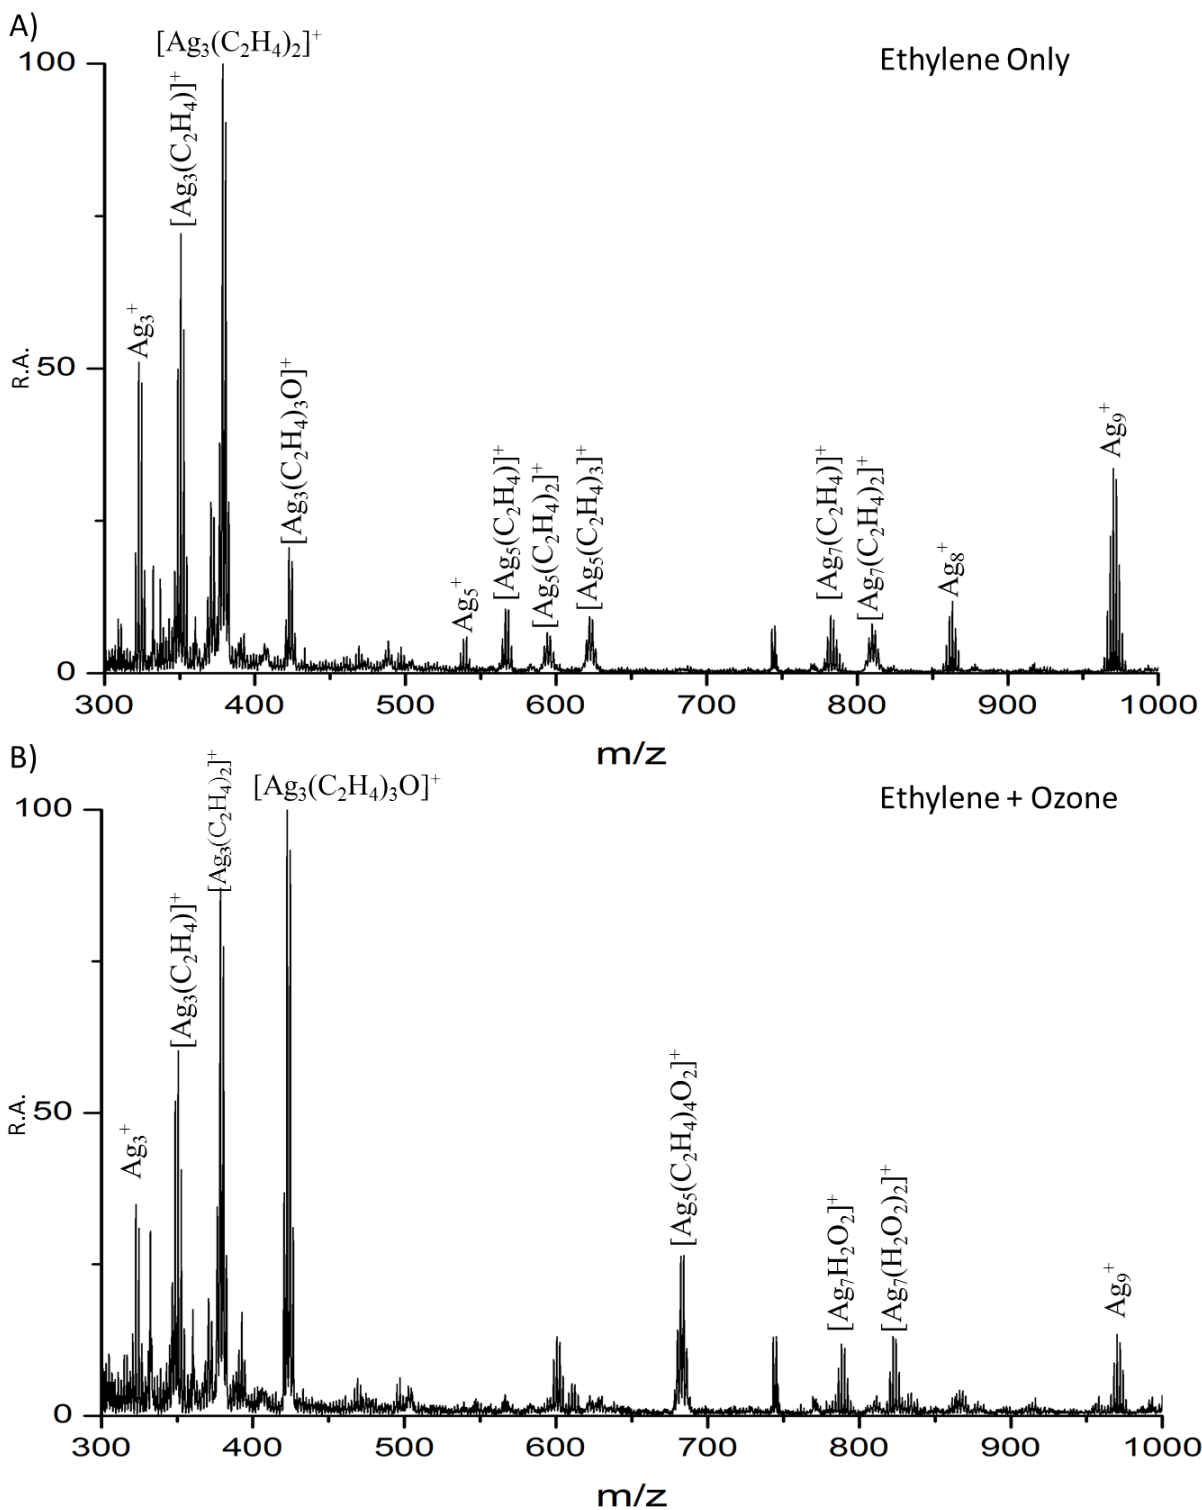 A)
Ethylene Only
[Ag₃(C₂H₄)₂]⁺
[Ag₃(C₂H₄)]⁺
Ag₃⁺
[Ag₃(C₂H₄)₃O]⁺
Ag₅⁺
[Ag₅(C₂H₄)]⁺
[Ag₅(C₂H₄)₂]⁺
[Ag₅(C₂H₄)₃]⁺
[Ag₇(C₂H₄)]⁺
[Ag₇(C₂H₄)₂]⁺
Ag₈⁺
Ag₉⁺
100
50
0
R.A.
300 400 500 600 700 800 900 1000
m/z
B)
Ethylene + Ozone
[Ag₃(C₂H₄)₃O]⁺
[Ag₃(C₂H₄)₂]⁺
[Ag₃(C₂H₄)]⁺
Ag₃⁺
[Ag₅(C₂H₄)₄O₂]⁺
[Ag₇H₂O₂]⁺
[Ag₇(H₂O₂)₂]⁺
Ag₉⁺
100
50
0
R.A.
300 400 500 600 700 800 900 1000
m/z